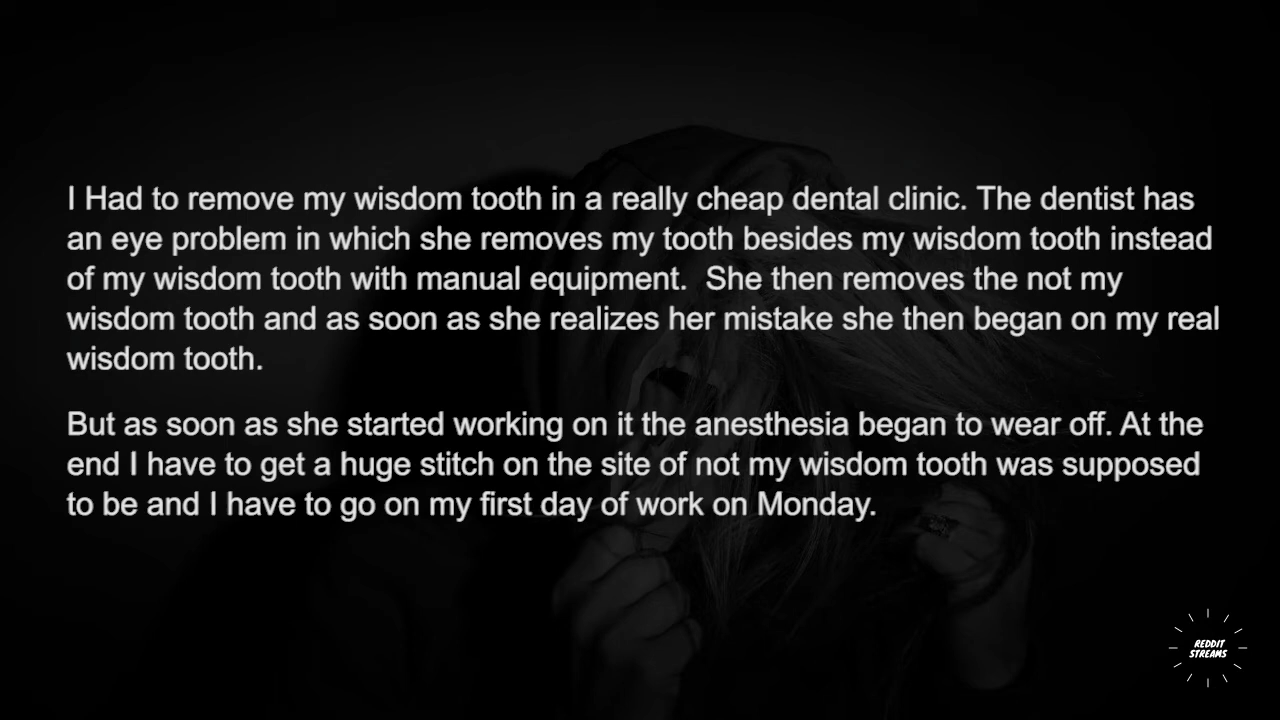 I Had to remove my wisdom tooth in a really cheap dental clinic. The dentist has
an eye problem in which she removes my tooth besides my wisdom tooth instead
of my wisdom tooth with manual equipment.  She then removes the not my
wisdom tooth and as soon as she realizes her mistake she then began on my real
wisdom tooth.
But as soon as she started working on it the anesthesia began to wear off. At the
end I have to get a huge stitch on the site of not my wisdom tooth was supposed
to be and I have to go on my first day of work on Monday.
REDDIT
STREAMS